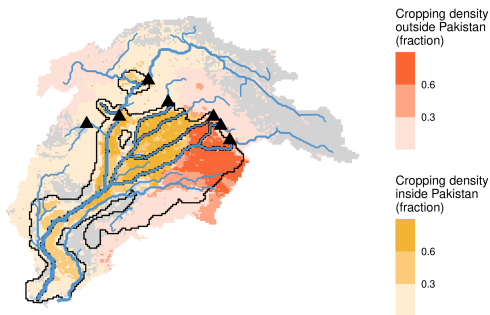 Cropping density
outside Pakistan
(fraction)
0.6
0.3
Cropping density
inside Pakistan
(fraction)
0.6
0.3